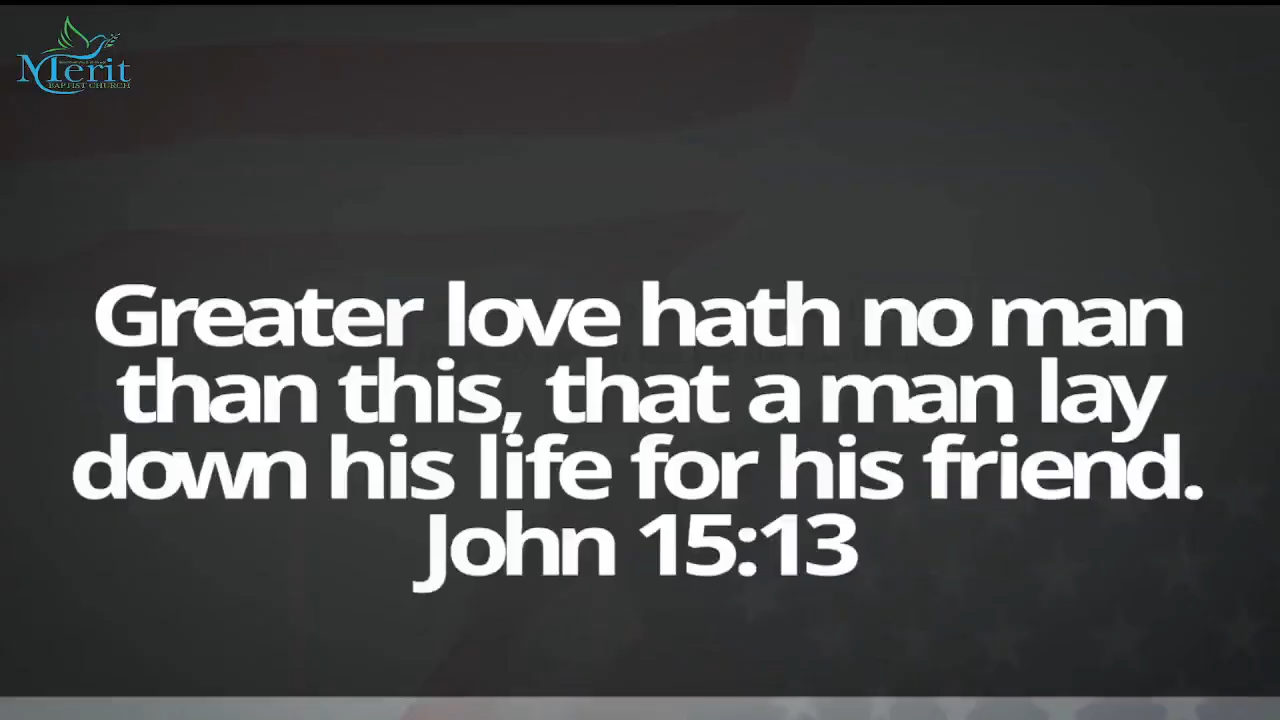 Merit
BAPTIST CHURCH
Greater love hath no man
than this, that a man lay
down his life for his friend.
John 15:13